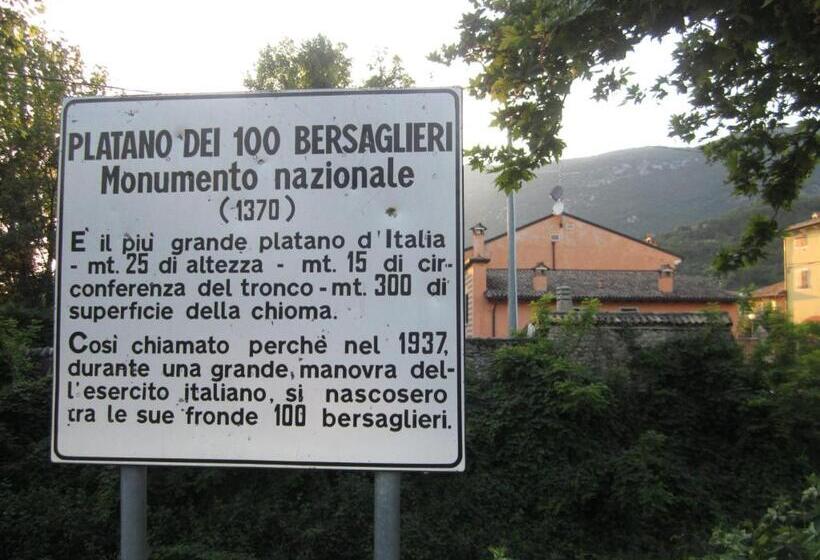 PLATANO DEI 100 BERSAGLIERI
Monumento nazionale
(1370)
E' il più grande platano d'Italia
- mt. 25 di altezza - mt. 15 di cir-
conferenza del tronco - mt. 300 di
superficie della chioma.
Così chiamato perchè nel 1937,
durante una grande, manovra del-
l'esercito italiano, si nascosero
tra le sue fronde 100 bersaglieri.